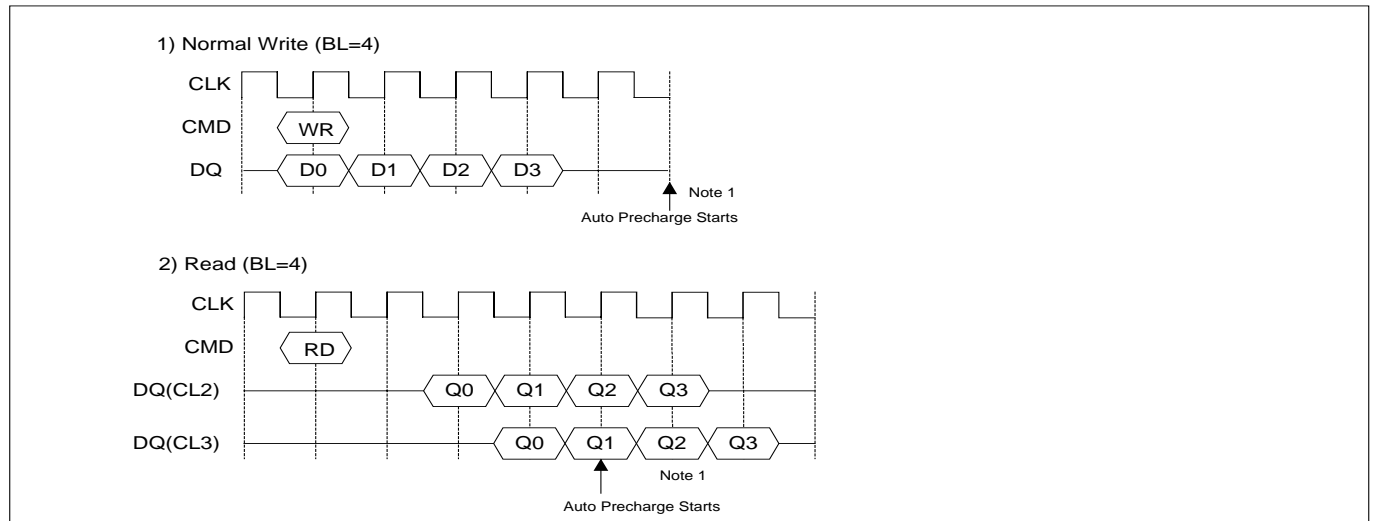 1) Normal Write (BL=4)
CLK
CMD WR
DQ D0 D1 D2 D3
Note 1
Auto Precharge Starts
2) Read (BL=4)
CLK
CMD RD
DQ(CL2) Q0 Q1 Q2 Q3
DQ(CL3) Q0 Q1 Q2 Q3
Note 1
Auto Precharge Starts